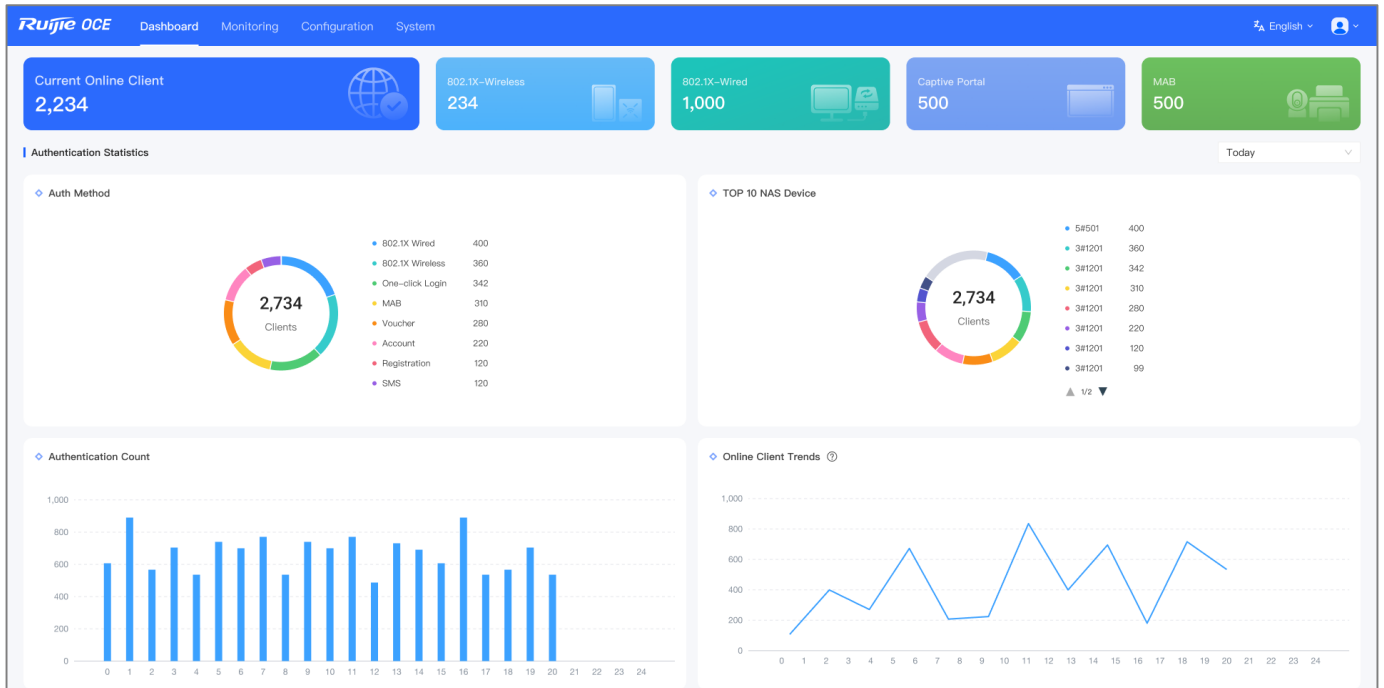 Ruijie OCE Dashboard Monitoring Configuration System English
Current Online Client
2,234
802.1X-Wireless
234
802.1X-Wired
1,000
Captive Portal
500
MAB
500
Authentication Statistics
Today
Auth Method
2,734
Clients
802.1X Wired 400
802.1X Wireless 360
One-click Login 342
MAB 310
Voucher 280
Account 220
Registration 120
SMS 120
TOP 10 NAS Device
2,734
Clients
5#501 400
3#1201 360
3#1201 342
3#1201 310
3#1201 280
3#1201 220
3#1201 120
3#1201 99
1/2
Authentication Count
1,000
800
600
400
200
0
0 1 2 3 4 5 6 7 8 9 10 11 12 13 14 15 16 17 18 19 20 21 22 23 24
Online Client Trends ?
1,000
800
600
400
200
0
0 1 2 3 4 5 6 7 8 9 10 11 12 13 14 15 16 17 18 19 20 21 22 23 24